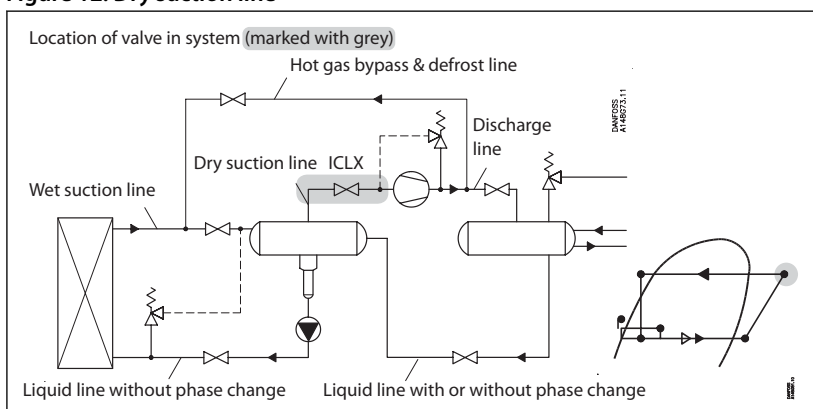 Figure 12: Dry suction line
Location of valve in system (marked with grey)
Hot gas bypass & defrost line
DANFOSS
A14BG73.11
Discharge
line
Dry suction line ICLX
Wet suction line
Liquid line without phase change
Liquid line with or without phase change
DANFOSS